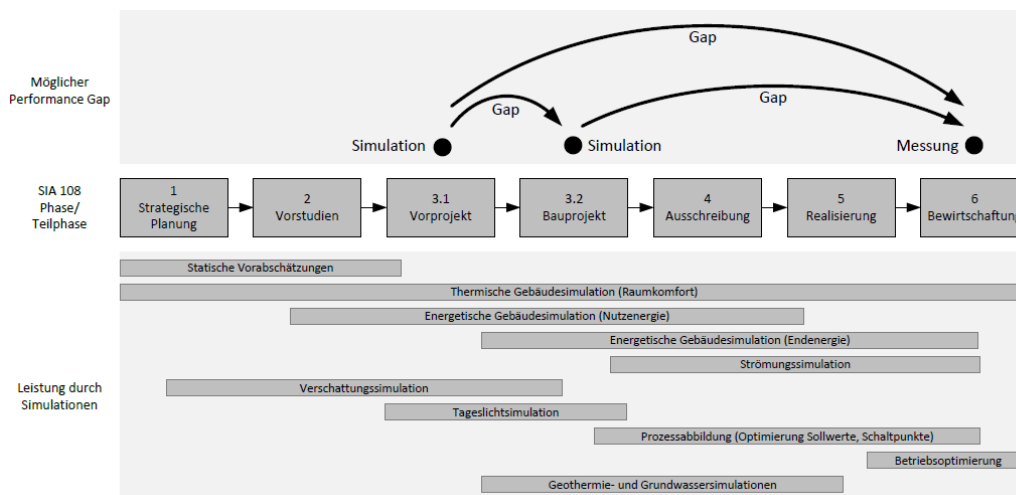 Möglicher
Performance Gap
Gap
Gap
Gap
Simulation
Simulation
Messung
SIA 108
Phase/
Teilphase
1
Strategische
Planung
2
Vorstudien
3.1
Vorprojekt
3.2
Bauprojekt
4
Ausschreibung
5
Realisierung
6
Bewirtschaftung
Leistung durch
Simulationen
Statische Vorabschätzungen
Thermische Gebäudesimulation (Raumkomfort)
Energetische Gebäudesimulation (Nutzenergie)
Energetische Gebäudesimulation (Endenergie)
Strömungssimulation
Verschattungssimulation
Tageslichtsimulation
Prozessabbildung (Optimierung Sollwerte, Schaltpunkte)
Betriebsoptimierung
Geothermie- und Grundwassersimulationen